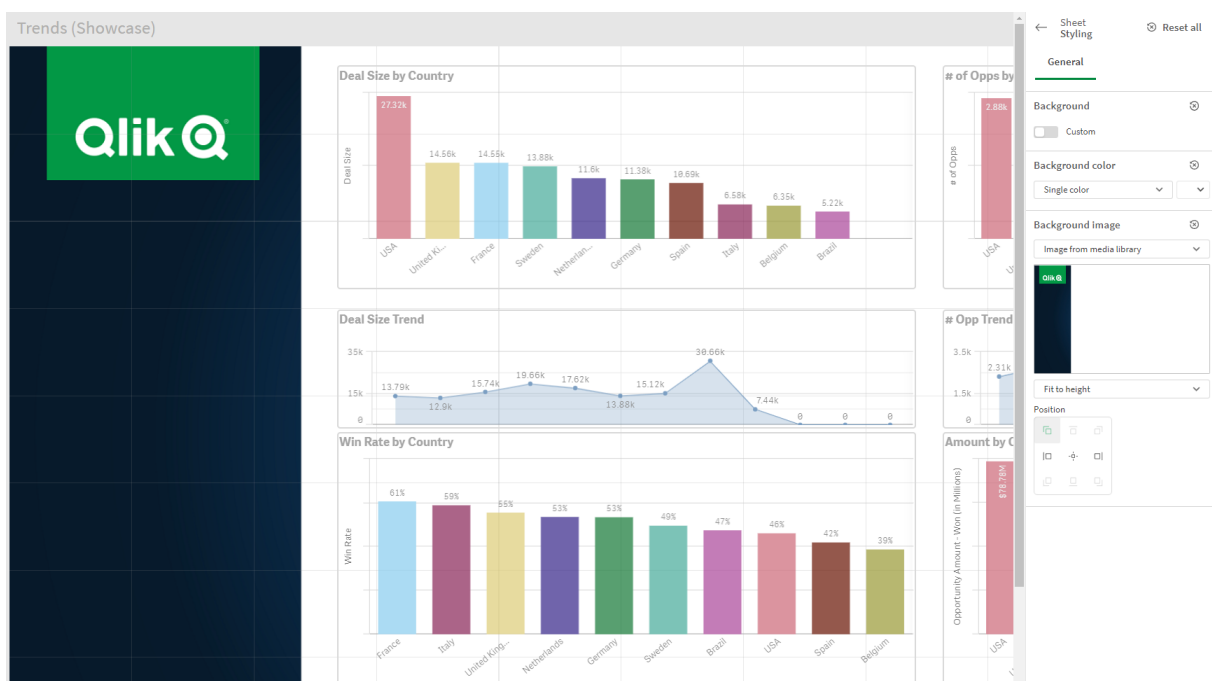 Trends (Showcase)
Qlik
Deal Size by Country
Deal Size
27.32k
14.56k
14.55k
13.88k
11.6k
11.38k
10.69k
6.58k
6.35k
5.22k
USA
United Ki...
France
Sweden
Netherlan...
Germany
Spain
Italy
Belgium
Brazil
# of Opps by
# of Opps
2.88k
USA
Deal Size Trend
35k
15k
0
13.79k
12.9k
15.74k
19.66k
17.62k
13.88k
15.12k
30.66k
7.44k
0
0
0
# Opp Trend
3.5k
1.5k
0
2.31k
Win Rate by Country
Win Rate
61%
59%
55%
53%
53%
49%
47%
46%
42%
39%
France
Italy
United King...
Netherlands
Germany
Sweden
Brazil
USA
Spain
Belgium
Amount by C
Opportunity Amount - Won (in Millions)
$78.78M
USA
Sheet
Styling
Reset all
General
Background
Custom
Background color
Single color
Background image
Image from media library
Qlik
Fit to height
Position